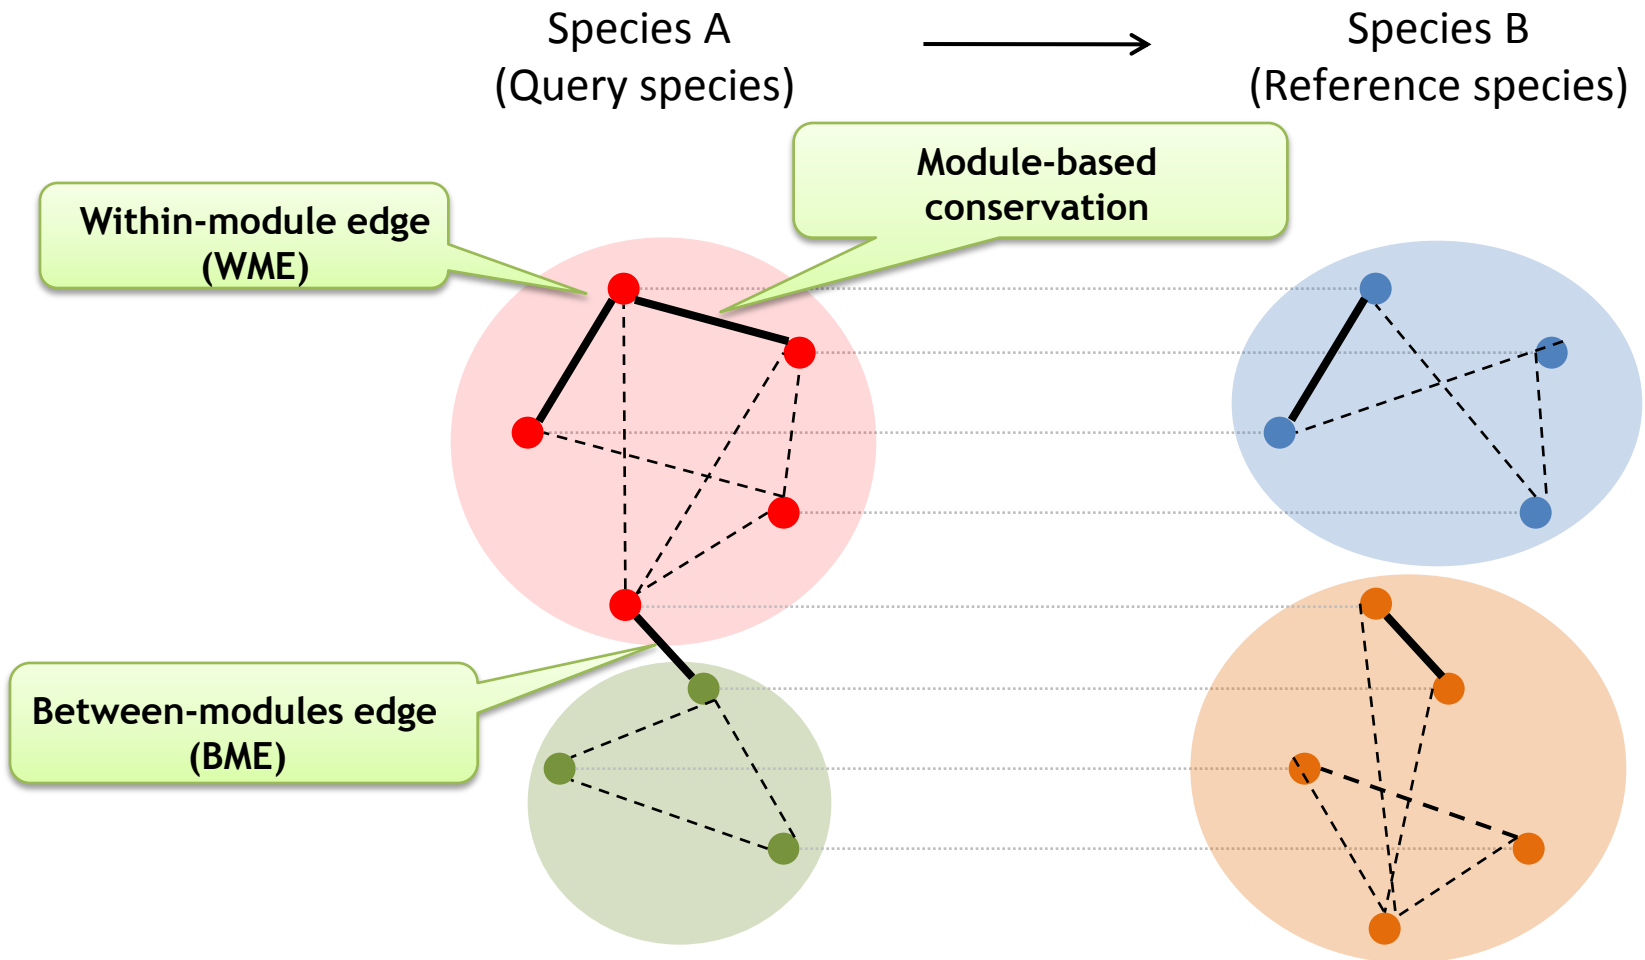 Species A
(Query species)
Species B
(Reference species)
Module-based
conservation
Within-module edge
(WME)
Between-modules edge
(BME)